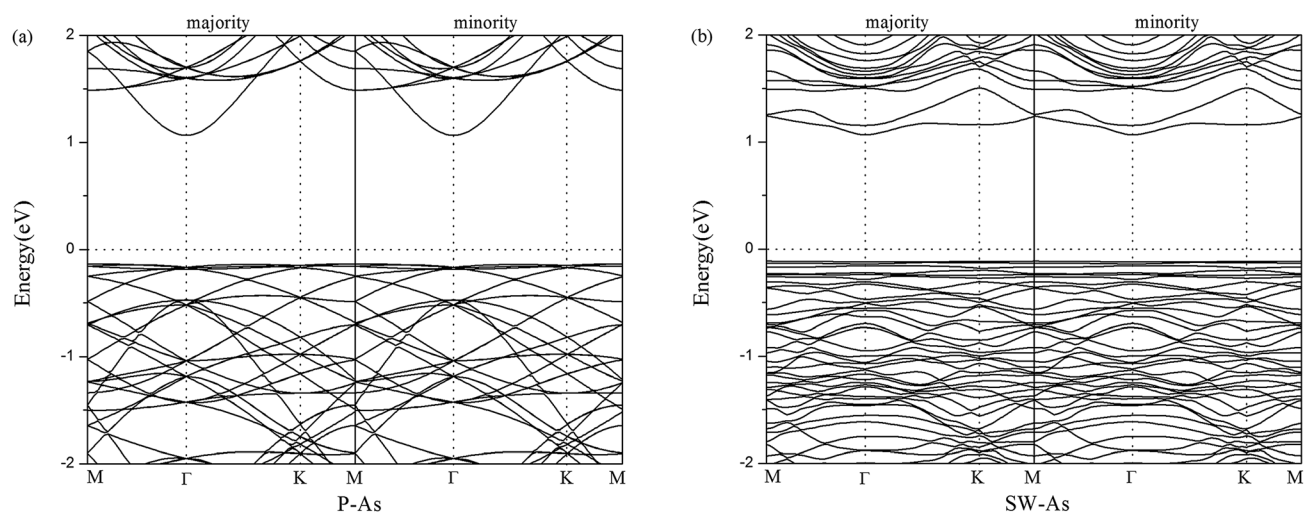 (a)
majority minority
2
1
0
-1
-2
Energy(eV)
M Γ K M Γ K M
P-As
(b)
majority minority
2
1
0
-1
-2
Energy(eV)
M Γ K M Γ K M
SW-As